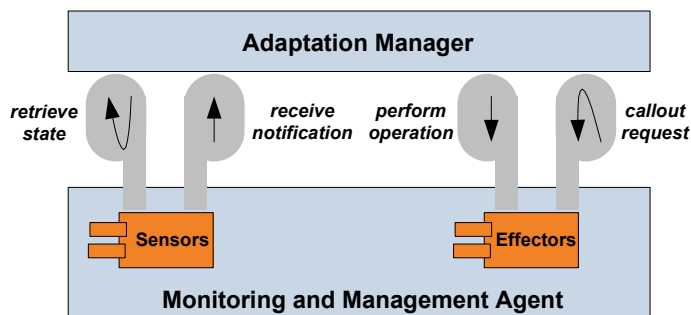 Adaptation Manager
retrieve
state
receive
notification
perform
operation
callout
request
Sensors
Effectors
Monitoring and Management Agent